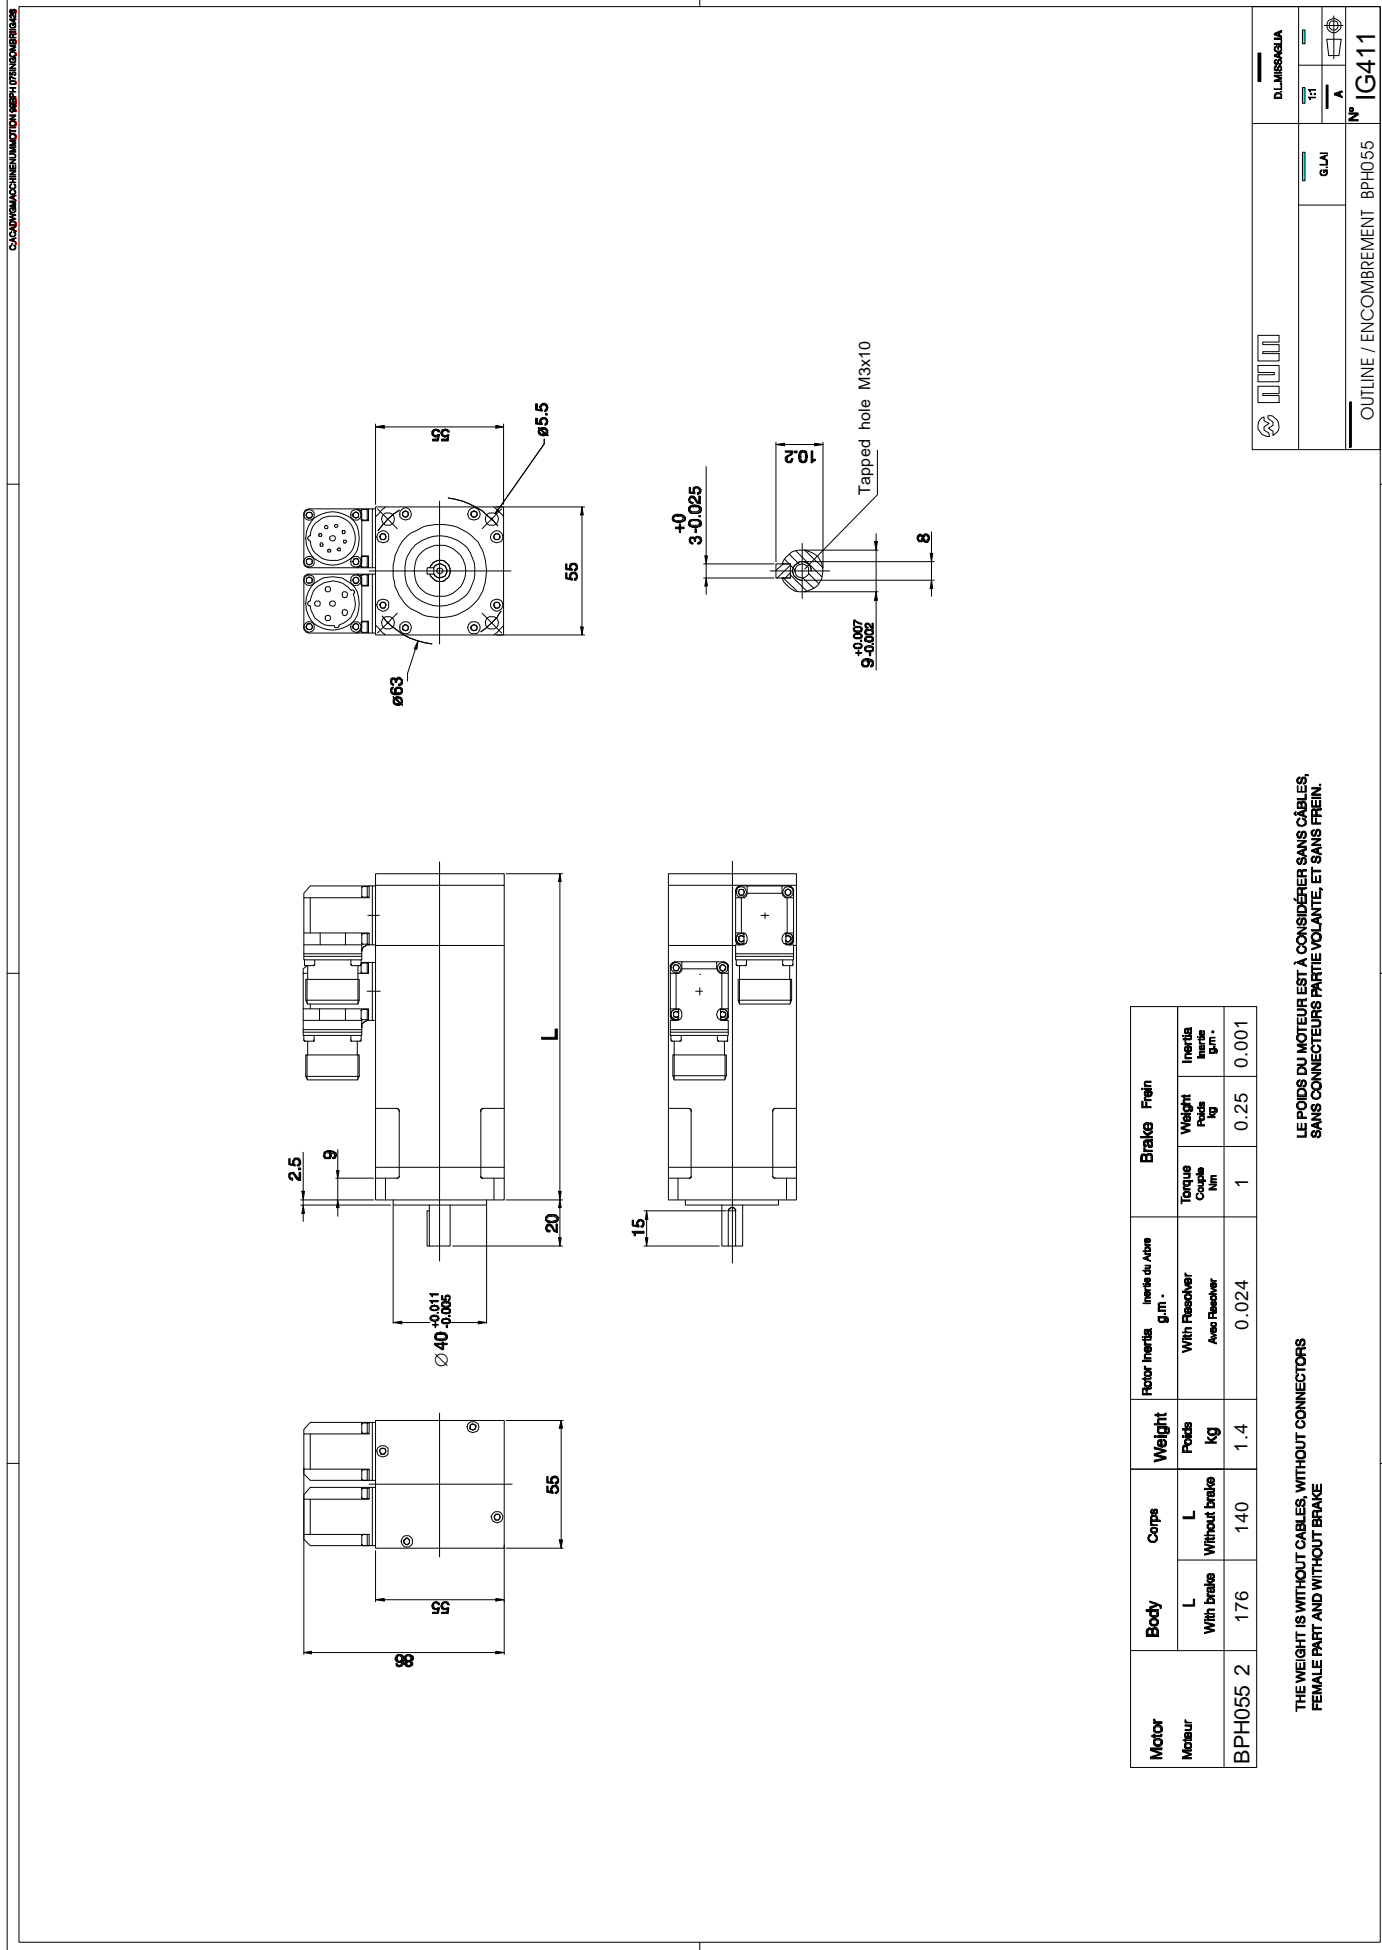 D.L.MISSAGLIA
num
G.LAI
1:1
A
OUTLINE / ENCOMBREMENT BPH055
N° IG411
55
ø5.5
55
ø63
+0
3-0.025
10.2
Tapped hole M3x10
+0.007
9-0.002
8
2.5
9
L
20
15
∅ 40 +0.011
-0.005
55
55
98
Motor
Moteur
Body Corps
L
With brake
L
Without brake
Weight
Poids
kg
Rotor Inertia Inertie du Arbre
g.m.
With Resolver
Avec Resolver
Brake Frein
Torque
Couple
Nm
Weight
Poids
kg
Inertia
Inertie
g.m.
BPH055 2 176 140 1.4 0.024 1 0.25 0.001
THE WEIGHT IS WITHOUT CABLES, WITHOUT CONNECTORS
FEMALE PART AND WITHOUT BRAKE
LE POIDS DU MOTEUR EST À CONSIDÉRER SANS CÂBLES,
SANS CONNECTEURS PARTIE VOLANTE, ET SANS FREIN.